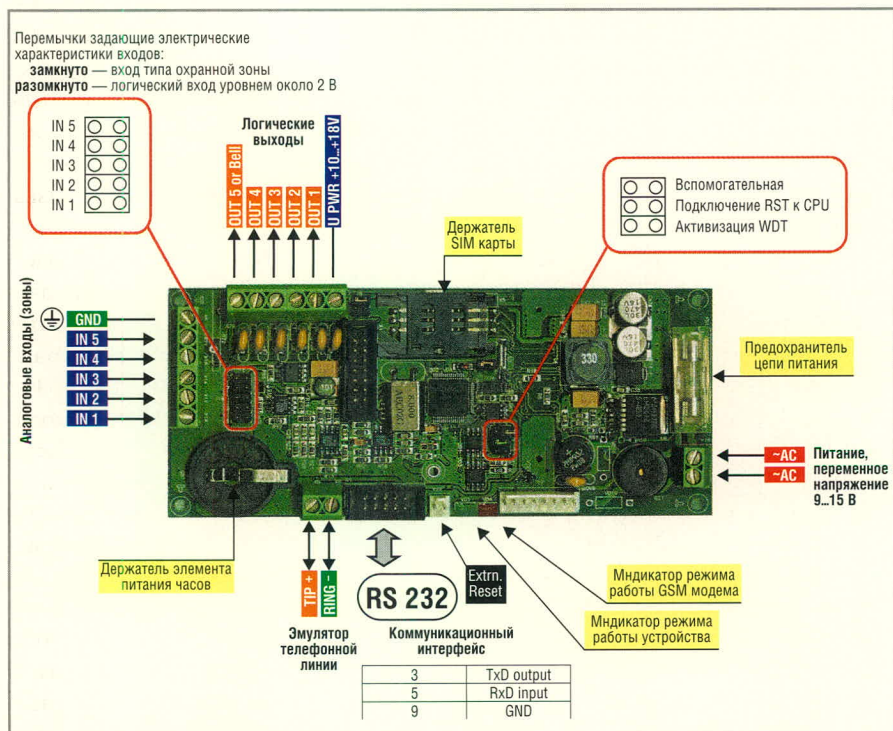 Перемычки задающие электрические
характеристики входов:
замкнуто — вход типа охранной зоны
разомкнуто — логический вход уровнем около 2 В
IN 5
IN 4
IN 3
IN 2
IN 1
Логические
выходы
OUT 5 or Bell
OUT 4
OUT 3
OUT 2
OUT 1
U PWR +10...+18V
Держатель
SIM карты
Вспомогательная
Подключение RST к CPU
Активизация WDT
Аналоговые входы (зоны)
GND
IN 5
IN 4
IN 3
IN 2
IN 1
330
Предохранитель
цепи питания
~AC
~AC
Питание,
переменное
напряжение
9...15 В
Держатель элемента
питания часов
TIP +
RING -
RS 232
Extrn.
Reset
Мндикатор режима
работы GSM модема
Мндикатор режима
работы устройства
Эмулятор
телефонной
линии
Коммуникационный
интерфейс
3 TxD output
5 RxD input
9 GND